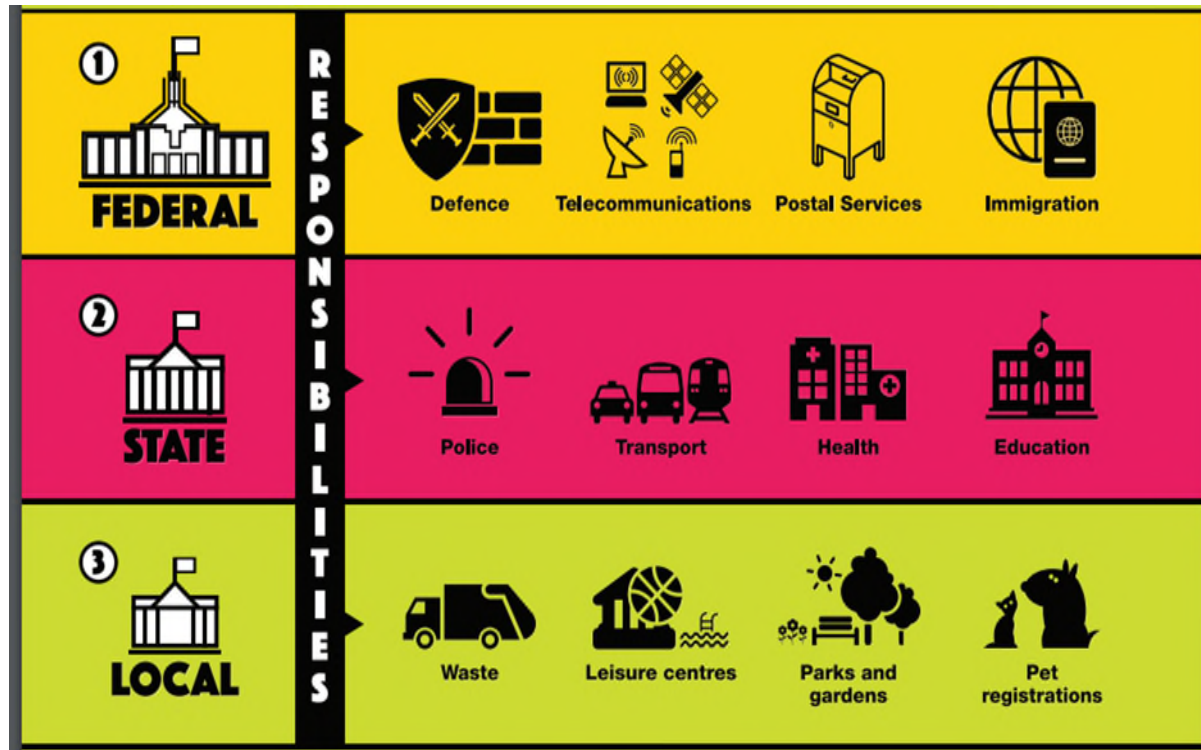 1
FEDERAL
RESPONSIBILITIES
Defence
Telecommunications
Postal Services
Immigration
2
STATE
Police
Transport
Health
Education
3
LOCAL
Waste
Leisure centres
Parks and
gardens
Pet
registrations